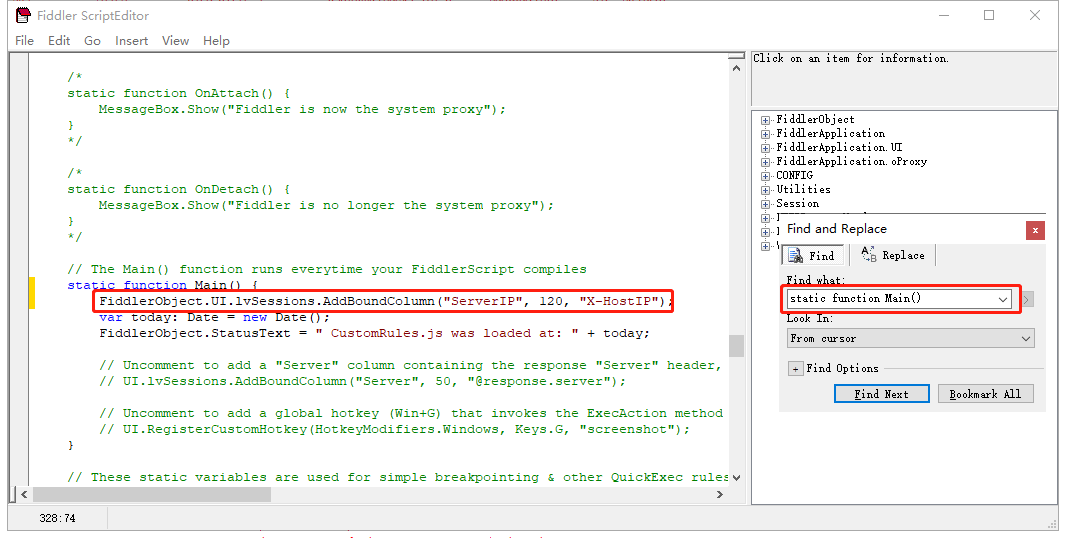 Fiddler ScriptEditor
File Edit Go Insert View Help
/*
static function OnAttach() {
MessageBox.Show("Fiddler is now the system proxy");
}
*/
/*
static function OnDetach() {
MessageBox.Show("Fiddler is no longer the system proxy");
}
*/
// The Main() function runs everytime your FiddlerScript compiles
static function Main() {
FiddlerObject.UI.lvSessions.AddBoundColumn("ServerIP", 120, "X-HostIP");
var today: Date = new Date();
FiddlerObject.StatusText = " CustomRules.js was loaded at: " + today;
// Uncomment to add a "Server" column containing the response "Server" header,
// UI.lvSessions.AddBoundColumn("Server", 50, "@response.server");
// Uncomment to add a global hotkey (Win+G) that invokes the ExecAction method
// UI.RegisterCustomHotkey(HotkeyModifiers.Windows, Keys.G, "screenshot");
}
// These static variables are used for simple breakpointing & other QuickExec rules
328:74
Click on an item for information.
FiddlerObject
FiddlerApplication
FiddlerApplication.UI
FiddlerApplication.oProxy
CONFIG
Utilities
Session
Find and Replace
Find Replace
Find what:
static function Main()
Look In:
From cursor
Find Options
Find Next Bookmark All